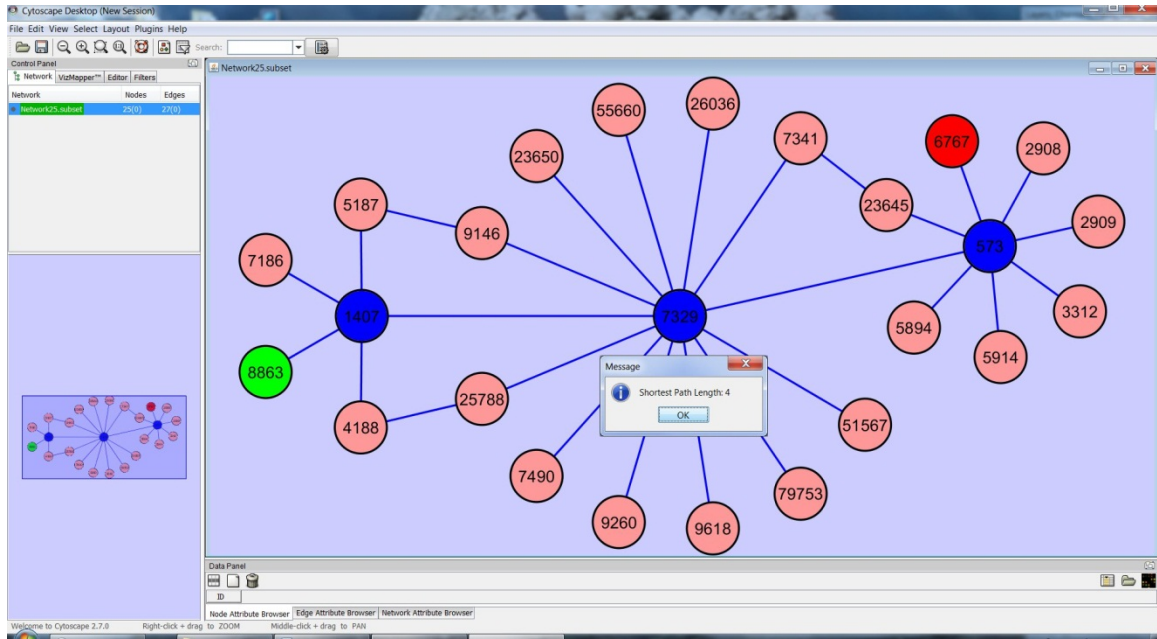 Cytoscape Desktop (New Session)
File Edit View Select Layout Plugins Help
Search:
Control Panel
Network VizMapper™ Editor Filters
Network Nodes Edges
Network25.subset 25(0) 27(0)
Network25.subset
55660
26036
7341
6767
2908
23650
5187
23645
9146
2909
573
7186
1407
7329
3312
5894
5914
8863
Message
Shortest Path Length: 4
OK
25788
4188
51567
7490
79753
9260
9618
Data Panel
ID
Node Attribute Browser Edge Attribute Browser Network Attribute Browser
Welcome to Cytoscape 2.7.0 Right-click + drag to ZOOM Middle-click + drag to PAN